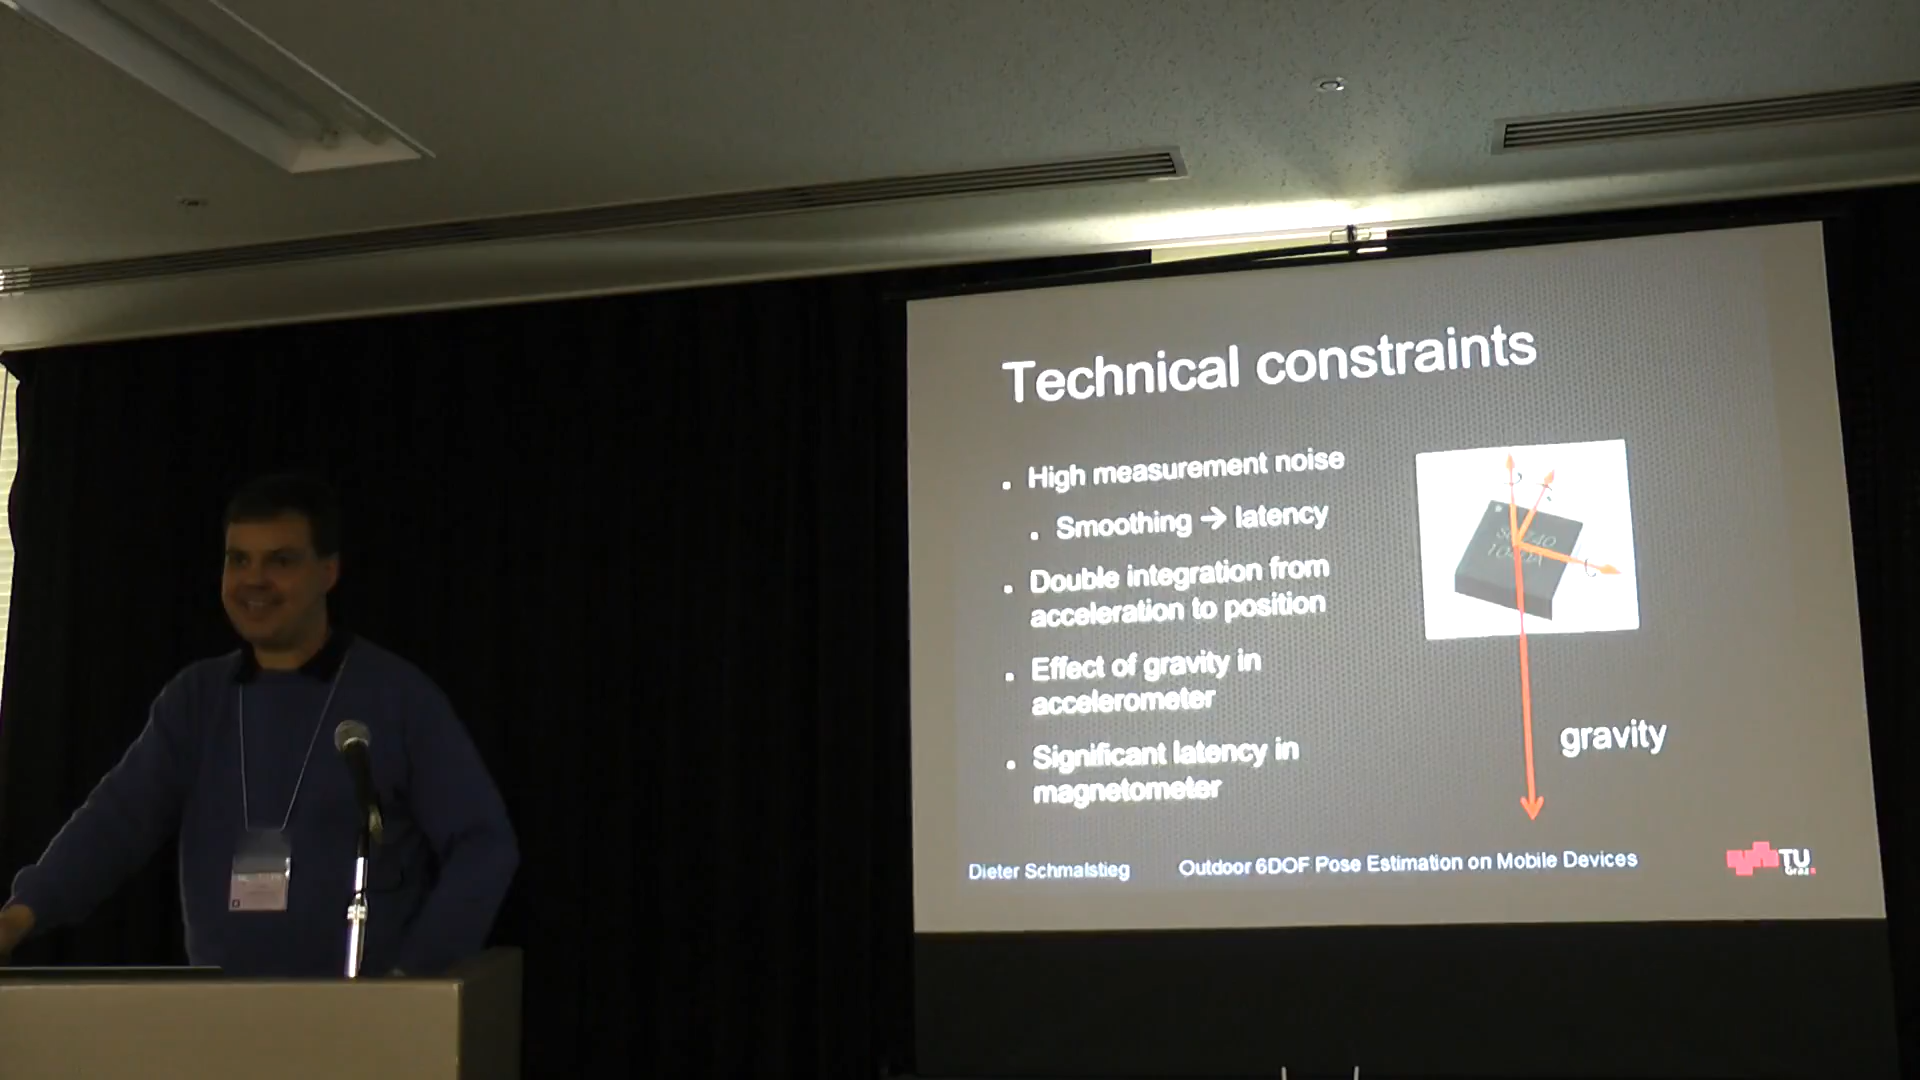 Technical constraints
High measurement noise
Smoothing → latency
Double integration from
acceleration to position
Effect of gravity in
accelerometer
Significant latency in
magnetometer
gravity
Dieter Schmalstieg
Outdoor 6DOF Pose Estimation on Mobile Devices
TU
Graz